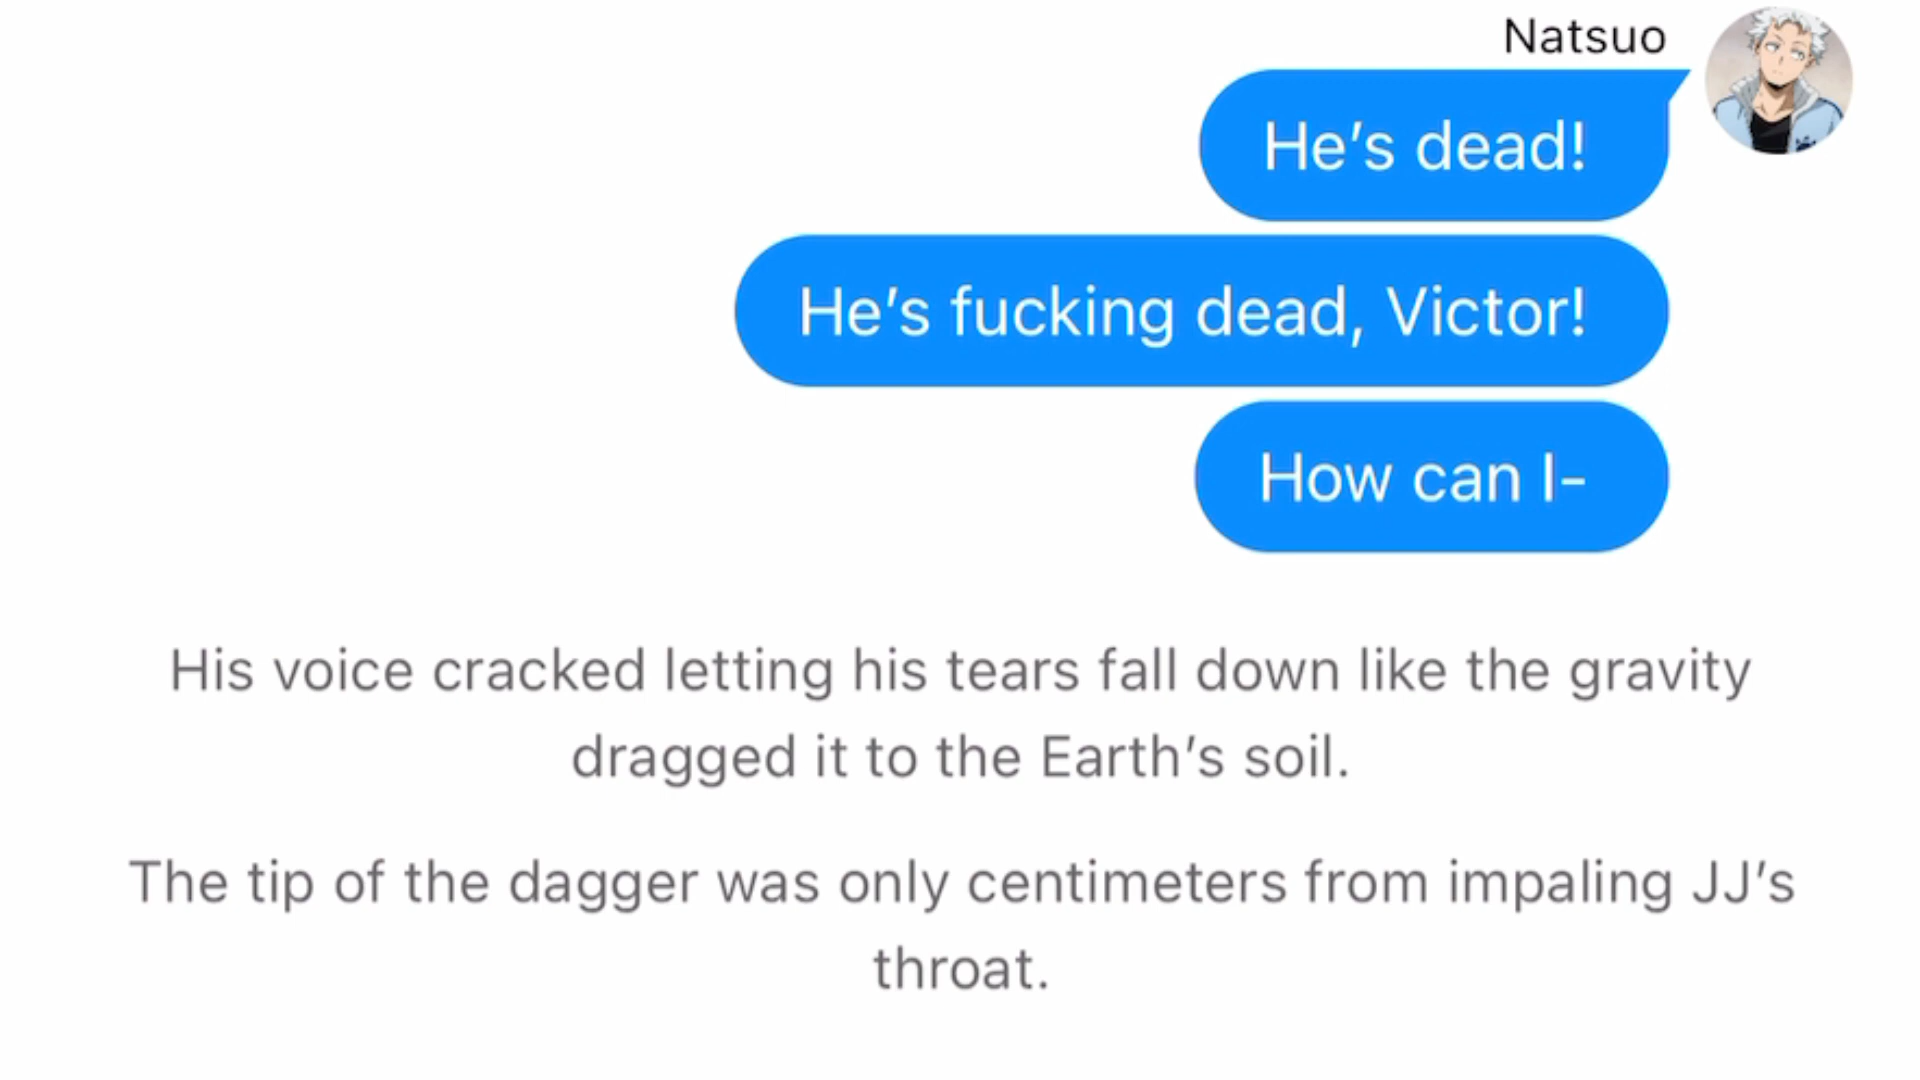 Natsuo
He’s dead!
He’s fucking dead, Victor!
How can I-
His voice cracked letting his tears fall down like the gravity
dragged it to the Earth’s soil.
The tip of the dagger was only centimeters from impaling JJ’s
throat.